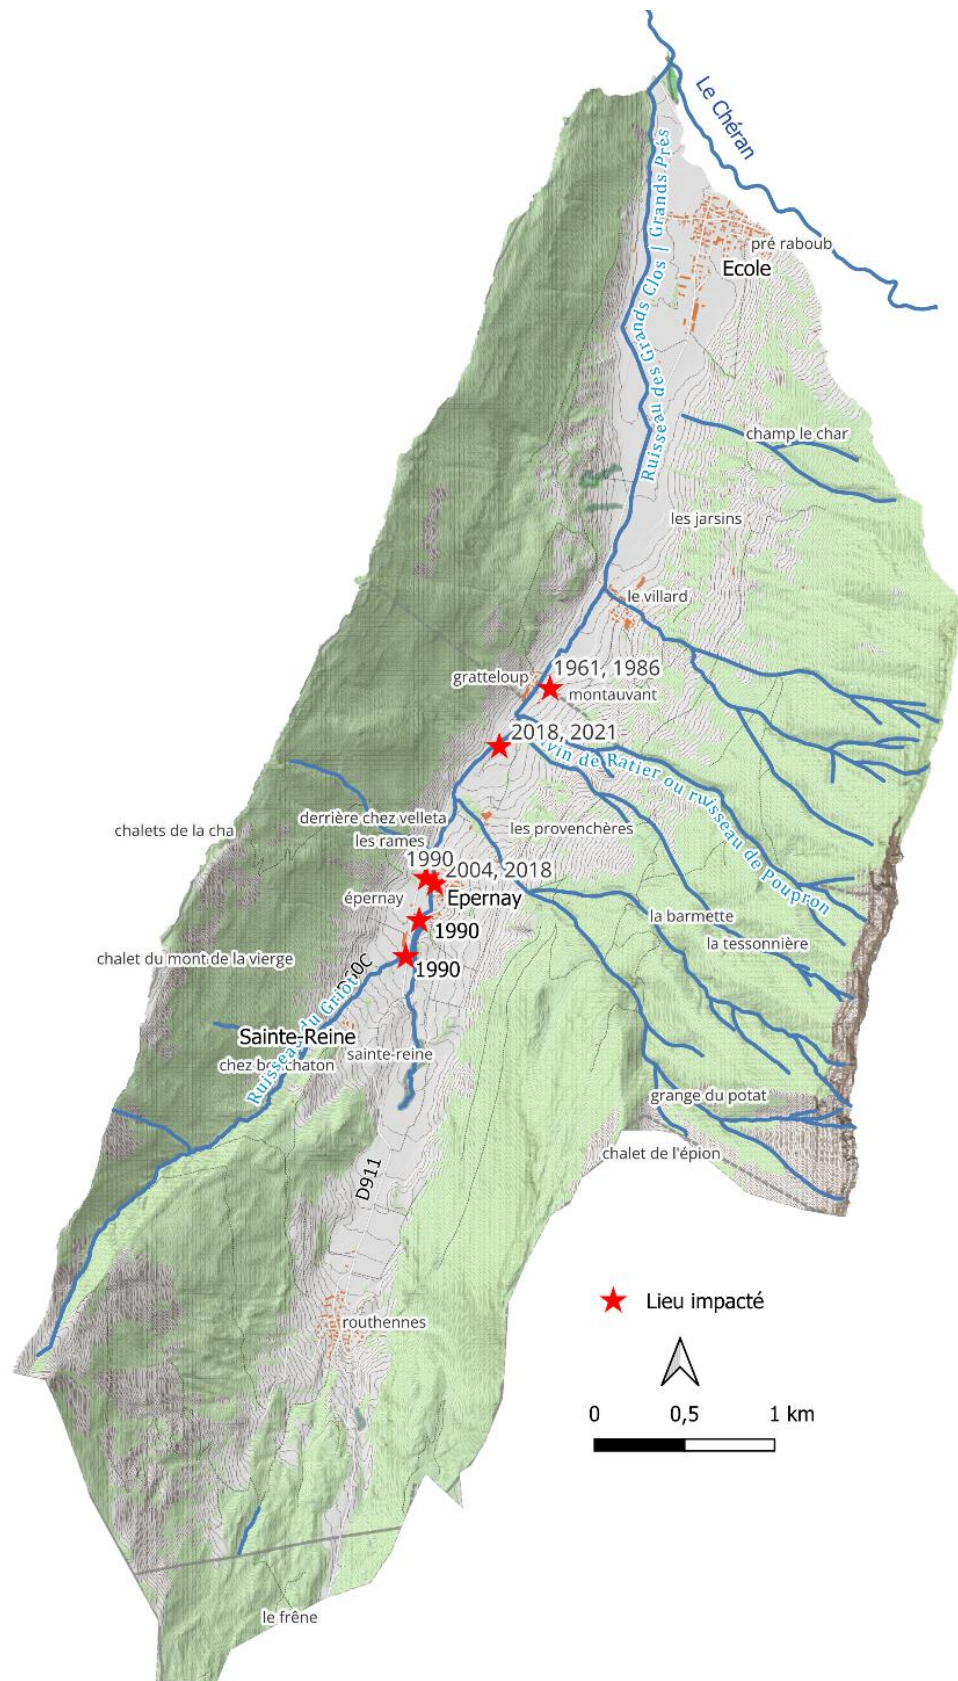 Le Chéran
Ruisseau des Grands Clos | Grands Prés
pré raboub
Ecole
champ le char
les jarsins
le villard
1961, 1986
gratteloup
montauvant
2018, 2021
de Ratier ou ruisseau de Poupron
derrière chez velleta
chalets de la cha
les provenchères
les rames
1990
2004, 2018
épernay
Epernay
la barmette
1990
la tessonnière
chalet du mont de la vierge
1990
Ruisseau du Griot
Sainte-Reine
sainte-reine
grange du potat
chalet de l'épion
D911
Lieu impacté
routhennes
0 0,5 1 km
le frêne